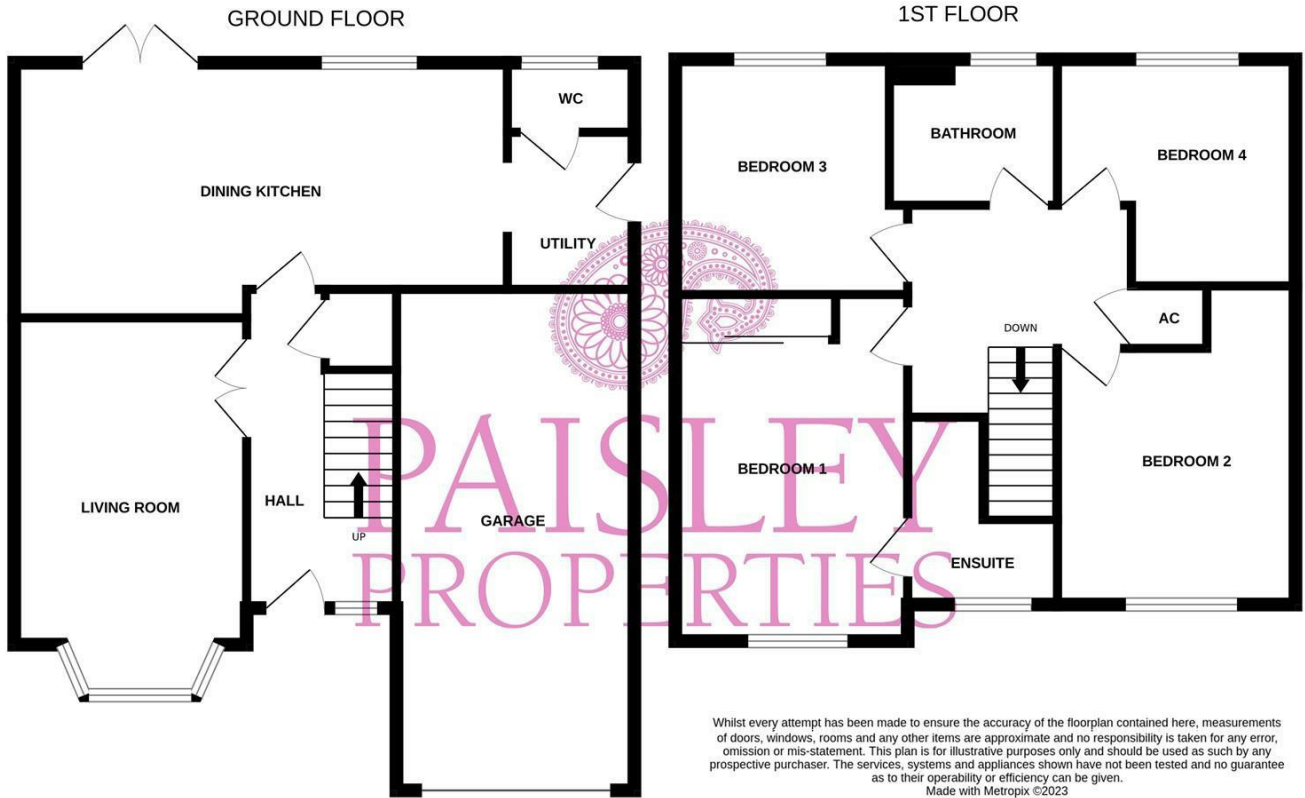 GROUND FLOOR
WC
DINING KITCHEN
UTILITY
LIVING ROOM
HALL
UP
GARAGE
1ST FLOOR
BATHROOM
BEDROOM 3
BEDROOM 4
AC
DOWN
BEDROOM 1
BEDROOM 2
ENSUITE
PAISLEY
PROPERTIES
Whilst every attempt has been made to ensure the accuracy of the floorplan contained here, measurements
of doors, windows, rooms and any other items are approximate and no responsibility is taken for any error,
omission or mis-statement. This plan is for illustrative purposes only and should be used as such by any
prospective purchaser. The services, systems and appliances shown have not been tested and no guarantee
as to their operability or efficiency can be given.
Made with Metropix ©2023